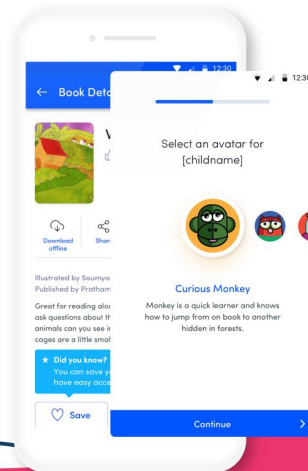 12:30
← Book Deta
Download
offline
Share
Illustrated by Soumya
Published by Pratham
Great for reading alou
ask questions about th
animals can you see i
cages are a little smal
★ Did you know?
You can save yo
have easy acce
Save
12:30
Select an avatar for
[childname]
Curious Monkey
Monkey is a quick learner and knows
how to jump from book to another
hidden in forests.
Continue